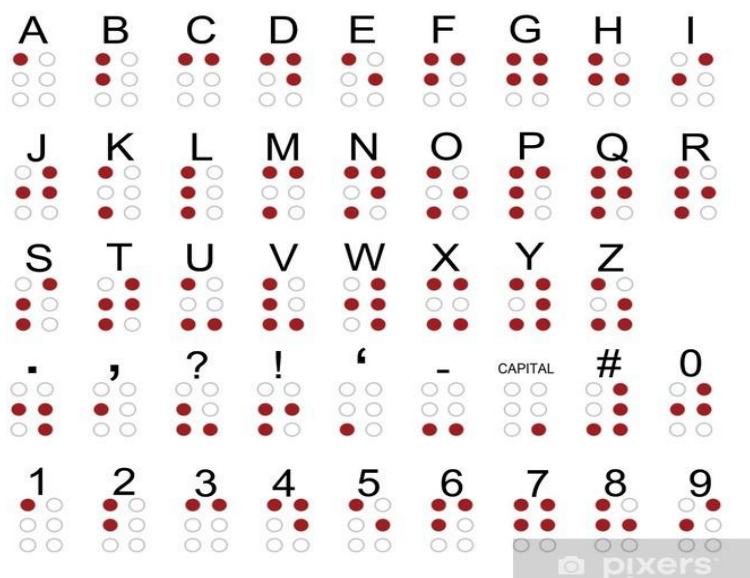 A B C D E F G H I
J K L M N O P Q R
S T U V W X Y Z
. , ? ! ‘ - CAPITAL # 0
1 2 3 4 5 6 7 8 9
pixers